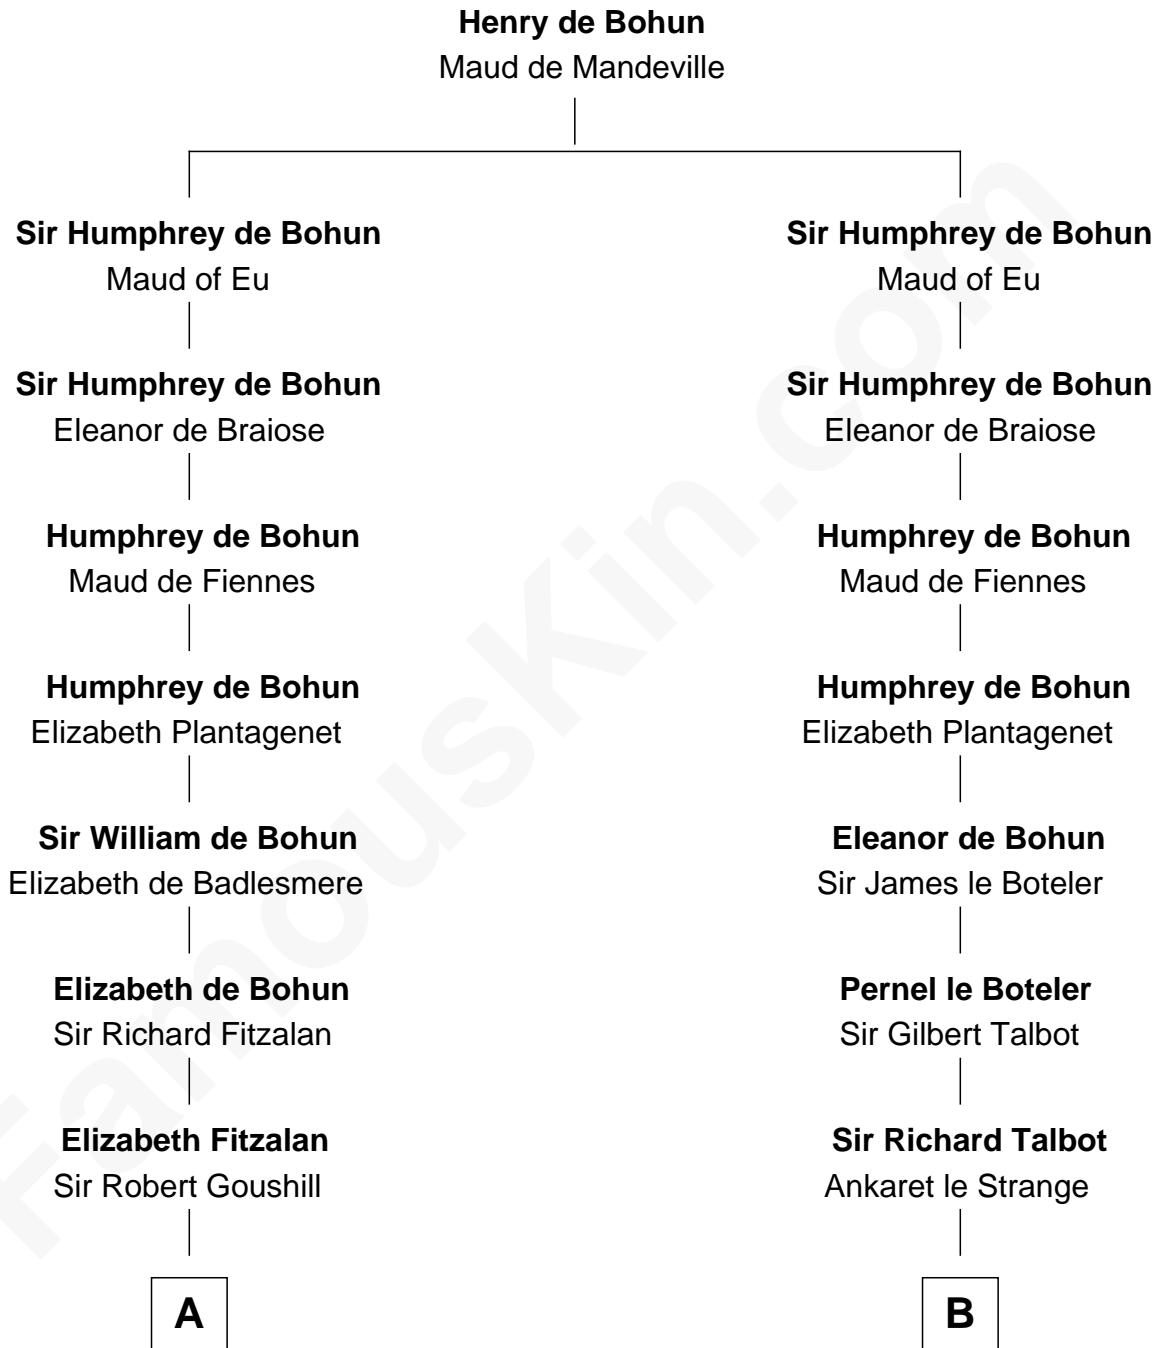 Henry de Bohun
Maud de Mandeville
Sir Humphrey de Bohun
Maud of Eu
Sir Humphrey de Bohun
Eleanor de Braiose
Humphrey de Bohun
Maud de Fiennes
Humphrey de Bohun
Elizabeth Plantagenet
Sir William de Bohun
Elizabeth de Badlesmere
Elizabeth de Bohun
Sir Richard Fitzalan
Elizabeth Fitzalan
Sir Robert Goushill
A
Sir Humphrey de Bohun
Maud of Eu
Sir Humphrey de Bohun
Eleanor de Braiose
Humphrey de Bohun
Maud de Fiennes
Humphrey de Bohun
Elizabeth Plantagenet
Eleanor de Bohun
Sir James le Boteler
Pernel le Boteler
Sir Gilbert Talbot
Sir Richard Talbot
Ankaret le Strange
B
FamousKin.com